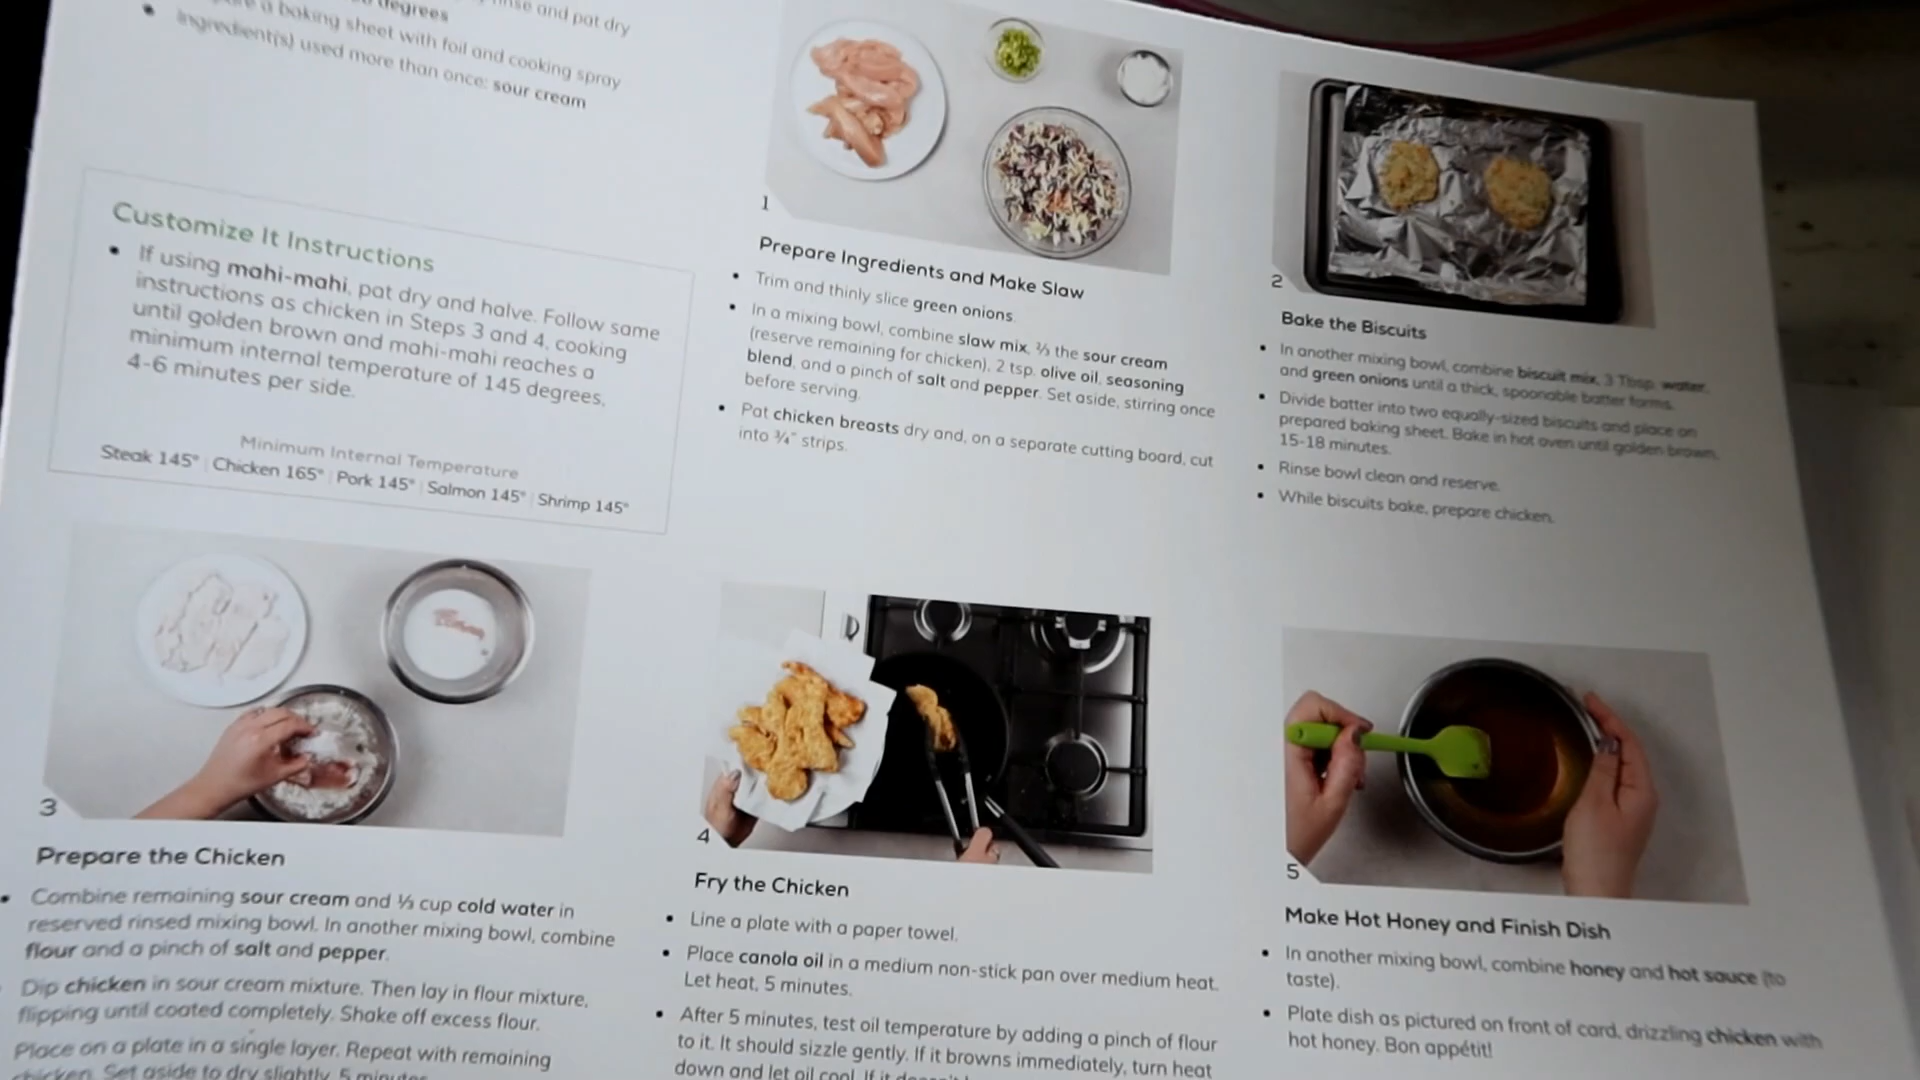 degrees
rinse and pat dry
a baking sheet with foil and cooking spray
• Ingredient(s) used more than once: sour cream
Customize It Instructions
• If using mahi-mahi, pat dry and halve. Follow same
instructions as chicken in Steps 3 and 4, cooking
until golden brown and mahi-mahi reaches a
minimum internal temperature of 145 degrees,
4-6 minutes per side.
Minimum Internal Temperature
Steak 145° | Chicken 165° | Pork 145° | Salmon 145° | Shrimp 145°
1
Prepare Ingredients and Make Slaw
• Trim and thinly slice green onions.
• In a mixing bowl, combine slaw mix, ⅔ the sour cream
(reserve remaining for chicken), 2 tsp. olive oil, seasoning
blend, and a pinch of salt and pepper. Set aside, stirring once
before serving.
• Pat chicken breasts dry and, on a separate cutting board, cut
into ¾" strips.
2
Bake the Biscuits
• In another mixing bowl, combine biscuit mix, 3 Tbsp. water,
and green onions until a thick, spoonable batter forms.
• Divide batter into two equally-sized biscuits and place on
prepared baking sheet. Bake in hot oven until golden brown,
15-18 minutes.
• Rinse bowl clean and reserve.
• While biscuits bake, prepare chicken.
3
Prepare the Chicken
• Combine remaining sour cream and ⅓ cup cold water in
reserved rinsed mixing bowl. In another mixing bowl, combine
flour and a pinch of salt and pepper.
Dip chicken in sour cream mixture. Then lay in flour mixture,
flipping until coated completely. Shake off excess flour.
Place on a plate in a single layer. Repeat with remaining
chicken. Set aside to dry slightly, 5 minutes.
4
Fry the Chicken
• Line a plate with a paper towel.
• Place canola oil in a medium non-stick pan over medium heat.
Let heat, 5 minutes.
• After 5 minutes, test oil temperature by adding a pinch of flour
to it. It should sizzle gently. If it browns immediately, turn heat
down and let oil cool. If it
5
Make Hot Honey and Finish Dish
• In another mixing bowl, combine honey and hot sauce (to
taste).
• Plate dish as pictured on front of card, drizzling chicken with
hot honey. Bon appétit!